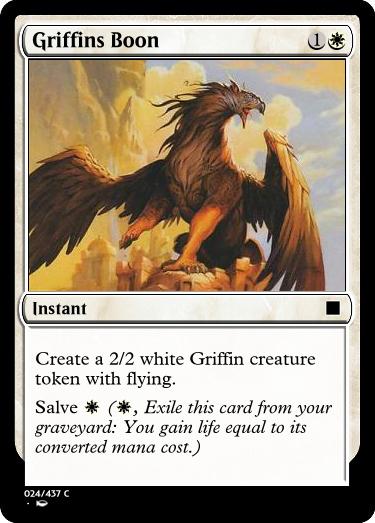 Griffins Boon 1
Instant
Create a 2/2 white Griffin creature
token with flying.
Salve (, Exile this card from your
graveyard: You gain life equal to its
converted mana cost.)
024/437 C